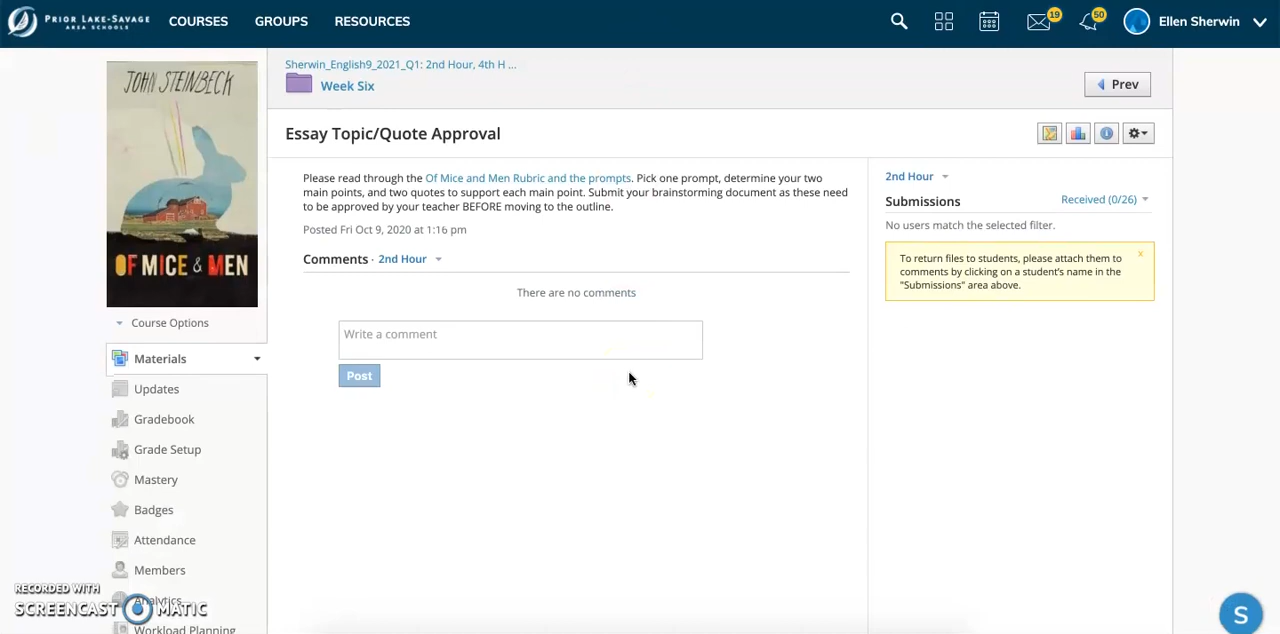 PRIOR LAKE-SAVAGE
AREA SCHOOLS
COURSES GROUPS RESOURCES
19
50
Ellen Sherwin
JOHN STEINBECK
OF MICE & MEN
Sherwin_English9_2021_Q1: 2nd Hour, 4th H ...
Week Six
Prev
Essay Topic/Quote Approval
Please read through the Of Mice and Men Rubric and the prompts. Pick one prompt, determine your two
main points, and two quotes to support each main point. Submit your brainstorming document as these need
to be approved by your teacher BEFORE moving to the outline.
Posted Fri Oct 9, 2020 at 1:16 pm
Comments · 2nd Hour
There are no comments
Write a comment
Post
2nd Hour
Submissions
Received (0/26)
No users match the selected filter.
To return files to students, please attach them to
comments by clicking on a student's name in the
"Submissions" area above.
x
Course Options
Materials
Updates
Gradebook
Grade Setup
Mastery
Badges
Attendance
Members
Analytics
Workload Planning
RECORDED WITH
SCREENCAST MATIC
S